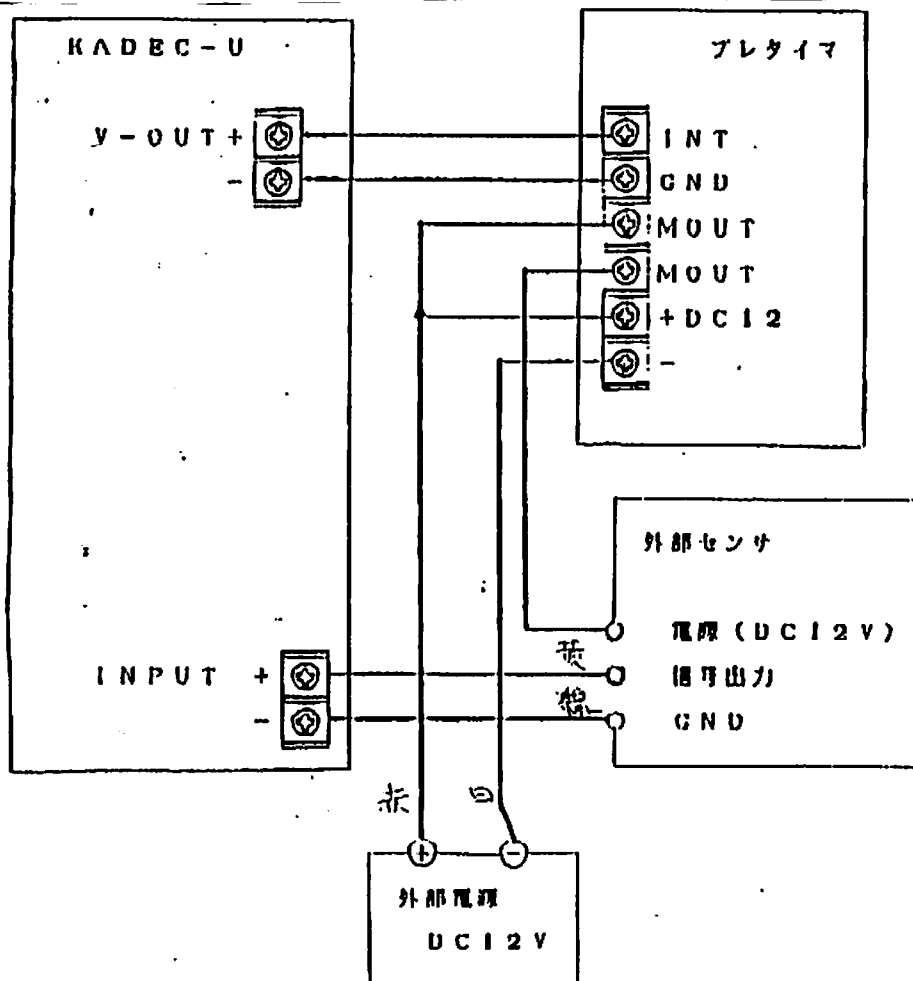 KADEC-U
V-OUT +
-
INPUT +
-
プレタイマ
INT
GND
MOUT
MOUT
+DC12
-
外部センサ
電源(DC12V)
信号出力
GND
赤
白
+
-
外部電源
DC12V